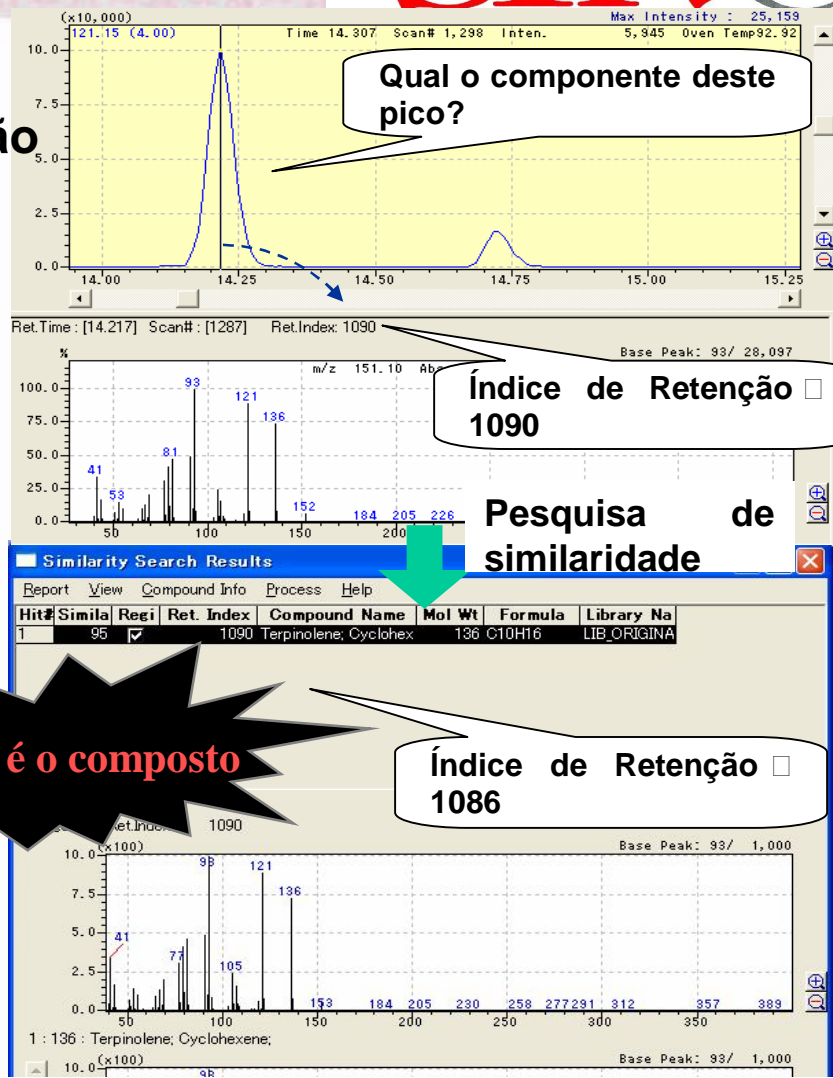 (x10,000)
Max Intensity : 25,159
121.15 (4.00)
Time 14.307 Scan# 1,298 Inten. 5,945 Oven Temp 92.92
Qual o componente deste
pico?
ão
10.0
7.5
5.0
2.5
0.0
14.00 14.25 14.50 14.75 15.00 15.25
Ret.Time : [14.217] Scan# : [1287] Ret.Index: 1090
%
Base Peak: 93/ 28,097
m/z 151.10
Índice de Retenção □
1090
100.0
75.0
50.0
25.0
0.0
41 53 81 93 121 136 152 184 205 226
50 100 150 200
Pesquisa de
similaridade
Similarity Search Results
Report View Compound Info Process Help
Hit# Simila Regi Ret. Index Compound Name Mol Wt Formula Library Na
1 95 1090 Terpinolene; Cyclohex 136 C10H16 LIB_ORIGINA
é o composto
Índice de Retenção □
1086
1090
(x100)
Base Peak: 93/ 1,000
10.0
7.5
5.0
2.5
0.0
41 77 93 105 121 136 153 184 205 230 258 277 291 312 357 389
50 100 150 200 250 300 350
1 : 136 : Terpinolene; Cyclohexene;
(x100)
Base Peak: 93/ 1,000
10.0
93